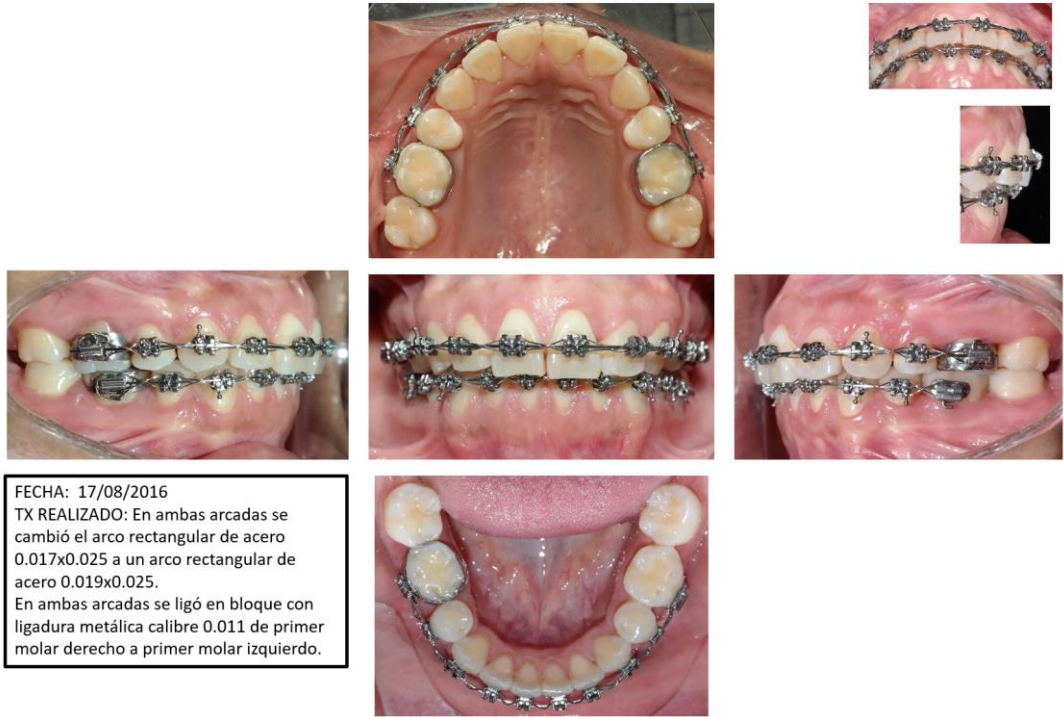 FECHA: 17/08/2016
TX REALIZADO: En ambas arcadas se
cambió el arco rectangular de acero
0.017x0.025 a un arco rectangular de
acero 0.019x0.025.
En ambas arcadas se ligó en bloque con
ligadura metálica calibre 0.011 de primer
molar derecho a primer molar izquierdo.